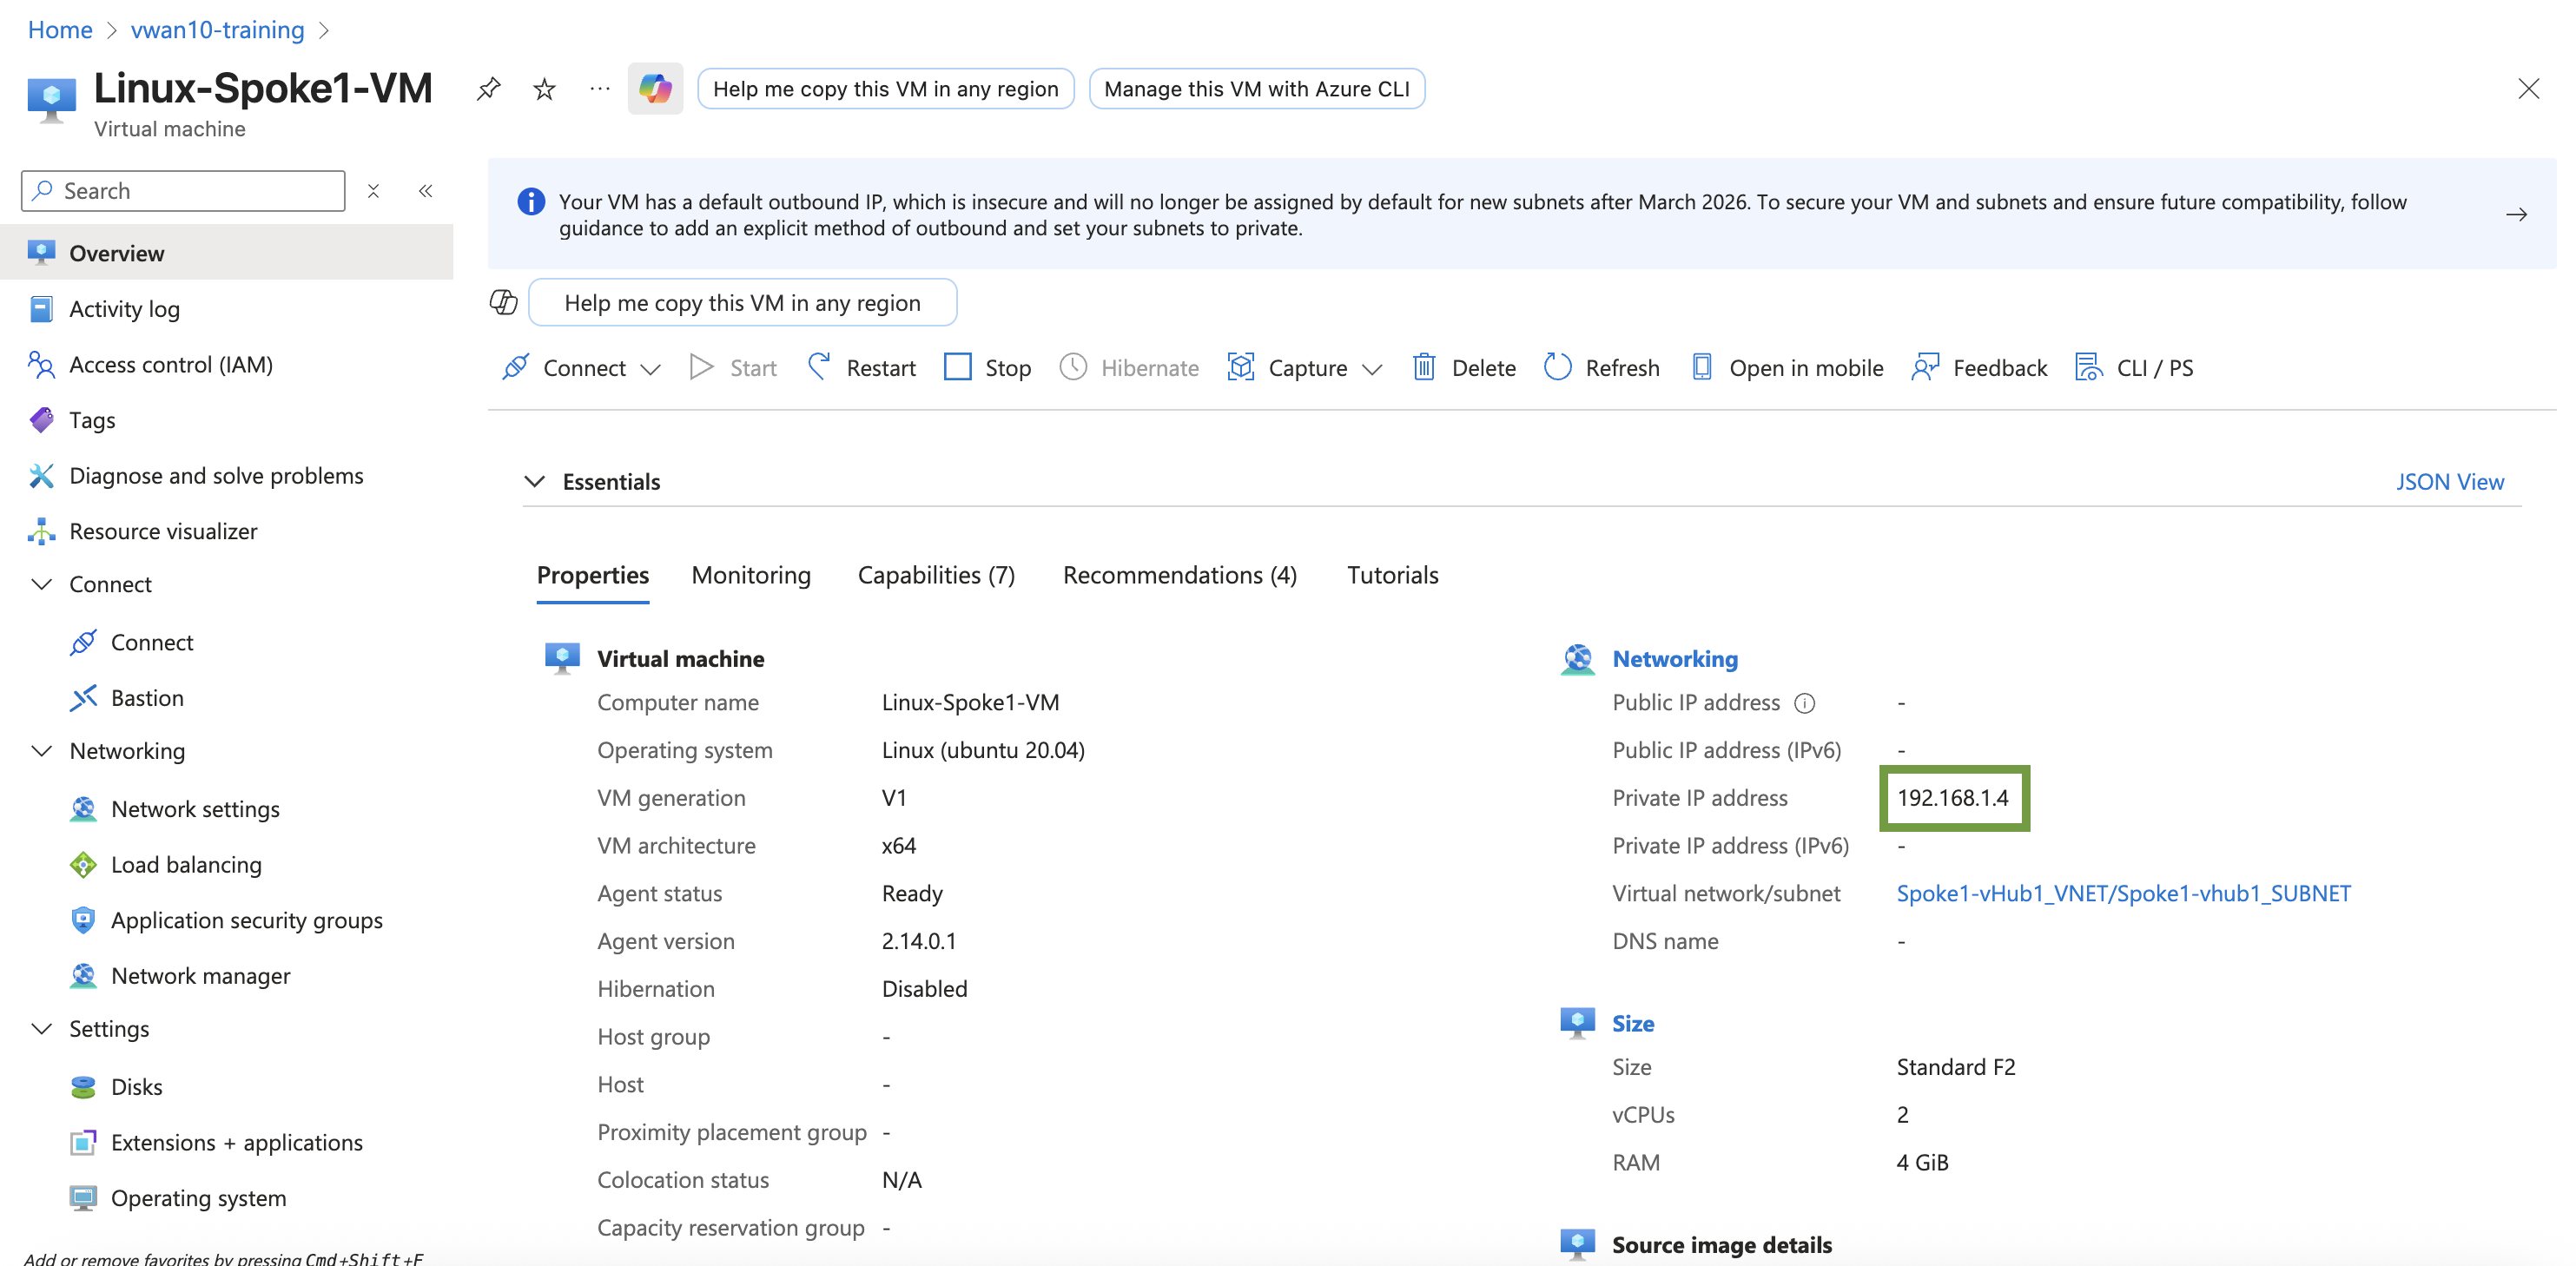 Home > vwan10-training >
Linux-Spoke1-VM
Virtual machine
Help me copy this VM in any region
Manage this VM with Azure CLI
Search
Overview
Activity log
Access control (IAM)
Tags
Diagnose and solve problems
Resource visualizer
Connect
Connect
Bastion
Networking
Network settings
Load balancing
Application security groups
Network manager
Settings
Disks
Extensions + applications
Operating system
Add or remove favorites by pressing Cmd+Shift+F
Your VM has a default outbound IP, which is insecure and will no longer be assigned by default for new subnets after March 2026. To secure your VM and subnets and ensure future compatibility, follow
guidance to add an explicit method of outbound and set your subnets to private.
Help me copy this VM in any region
Connect Start Restart Stop Hibernate Capture Delete Refresh Open in mobile Feedback CLI / PS
Essentials
JSON View
Properties Monitoring Capabilities (7) Recommendations (4) Tutorials
Virtual machine
Computer name Linux-Spoke1-VM
Operating system Linux (ubuntu 20.04)
VM generation V1
VM architecture x64
Agent status Ready
Agent version 2.14.0.1
Hibernation Disabled
Host group -
Host -
Proximity placement group -
Colocation status N/A
Capacity reservation group -
Networking
Public IP address -
Public IP address (IPv6) -
Private IP address 192.168.1.4
Private IP address (IPv6) -
Virtual network/subnet Spoke1-vHub1_VNET/Spoke1-vhub1_SUBNET
DNS name -
Size
Size Standard F2
vCPUs 2
RAM 4 GiB
Source image details